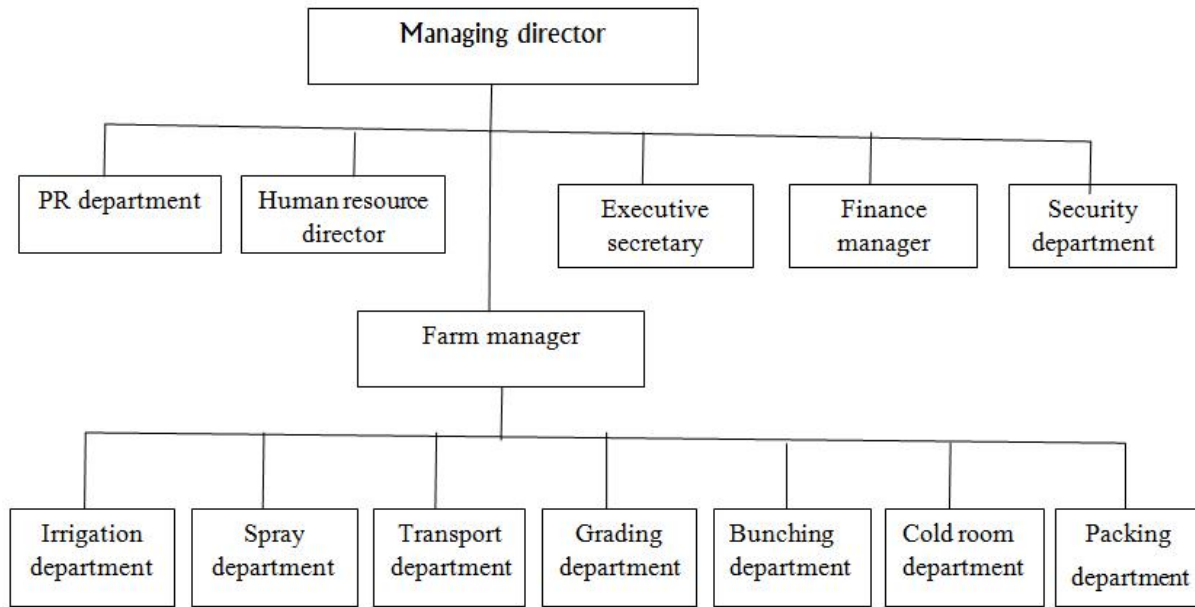 Managing director
PR department
Human resource
director
Executive
secretary
Finance
manager
Security
department
Farm manager
Irrigation
department
Spray
department
Transport
department
Grading
department
Bunching
department
Cold room
department
Packing
department